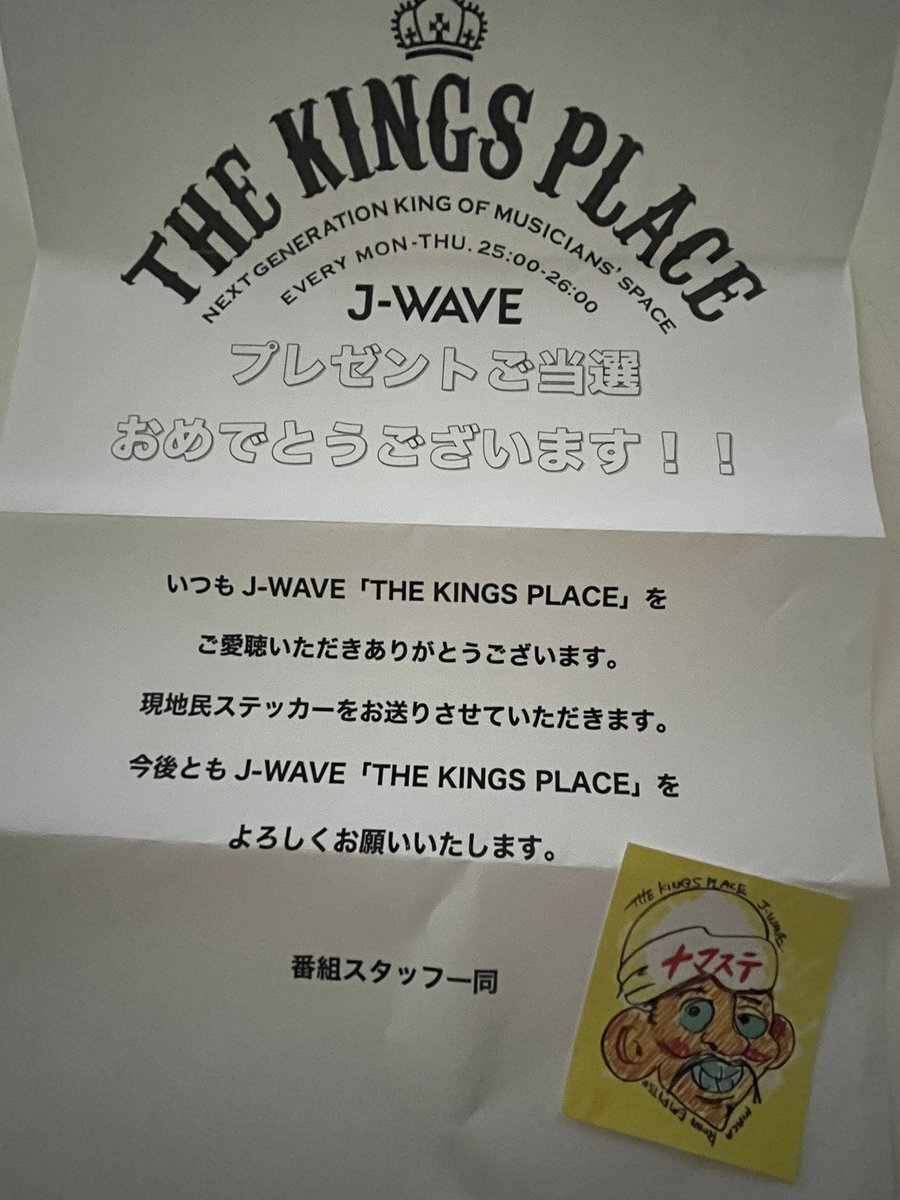 THE KINGS PLACE
NEXT GENERATION KING OF MUSICIANS' SPACE
EVERY MON-THU. 25:00-26:00
J-WAVE
プレゼントご当選
おめでとうございます！！
いつも J-WAVE「THE KINGS PLACE」を
ご愛聴いただきありがとうございます。
現地民ステッカーをお送りさせていただきます。
今後とも J-WAVE「THE KINGS PLACE」を
よろしくお願いいたします。
番組スタッフ一同
THE KINGS PLACE J-WAVE
ナマステ